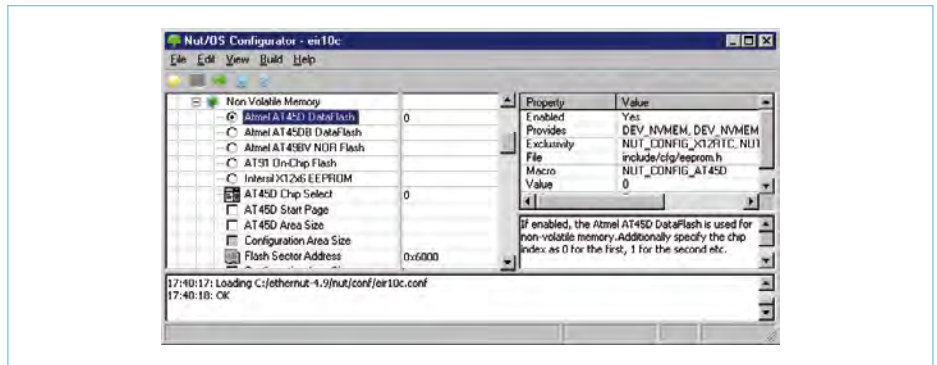 Nut/OS Configurator - eir10c
File Edit View Build Help
Non Volatile Memory
Atmel AT45D DataFlash 0
Atmel AT45DB DataFlash
Atmel AT49BV NOR Flash
AT91 On-Chip Flash
Intersil X12x6 EEPROM
AT45D Chip Select 0
AT45D Start Page
AT45D Area Size
Configuration Area Size
Flash Sector Address 0x6000
Property Value
Enabled Yes
Provides DEV_NVMEM, DEV_NVMEM
Exclusivity NUT_CONFIG_X12RTC, NUT
File include/cfg/eeprom.h
Macro NUT_CONFIG_AT45D
Value 0
If enabled, the Atmel AT45D DataFlash is used for
non-volatile memory.Additionally specify the chip
index as 0 for the first, 1 for the second etc.
17:40:17: Loading C:/ethernut-4.9/nut/conf/eir10c.conf
17:40:18: OK